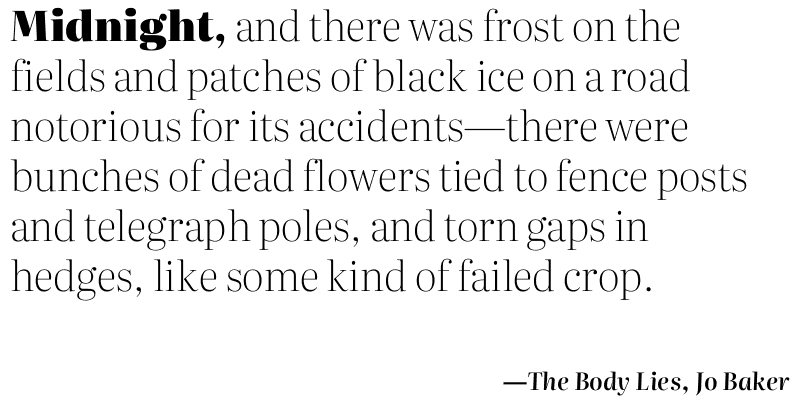 Midnight, and there was frost on the
fields and patches of black ice on a road
notorious for its accidents—there were
bunches of dead flowers tied to fence posts
and telegraph poles, and torn gaps in
hedges, like some kind of failed crop.
—The Body Lies, Jo Baker